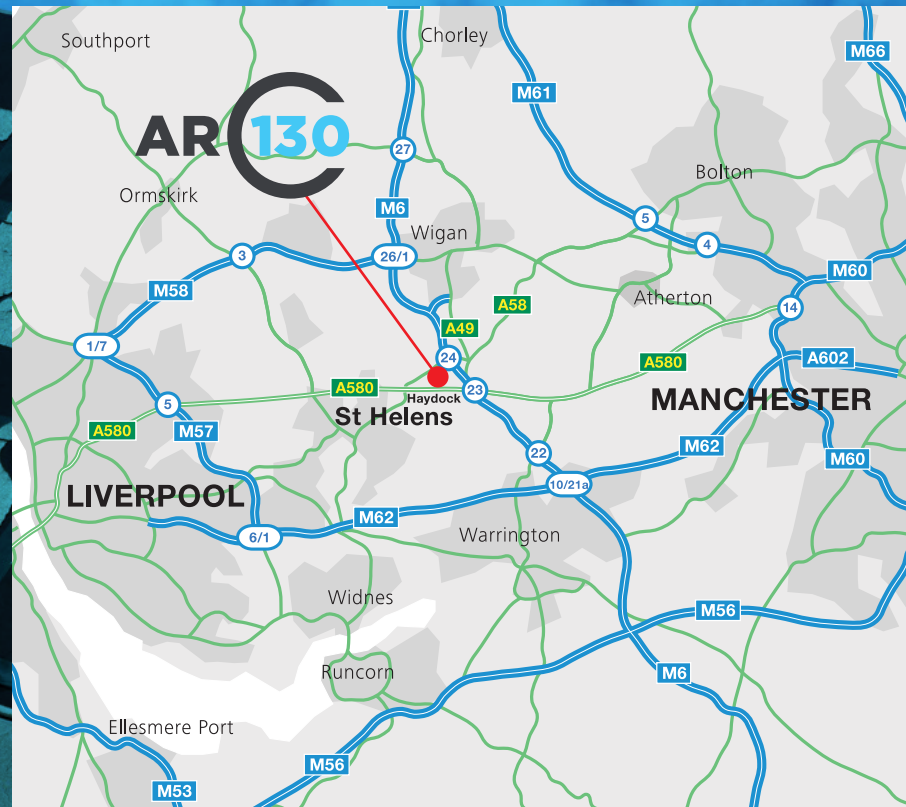 Southport
Chorley
M66
M61
ARC 130
27
Bolton
Ormskirk
M6
5
Wigan
4
3
26/1
M60
M58
Atherton
A58
14
A49
1/7
24
A602
A580
A580
23
Haydock
MANCHESTER
5
St Helens
A580
M57
M62
22
M60
10/21a
LIVERPOOL
M62
Warrington
6/1
Widnes
M56
Runcorn
M6
Ellesmere Port
M56
M53